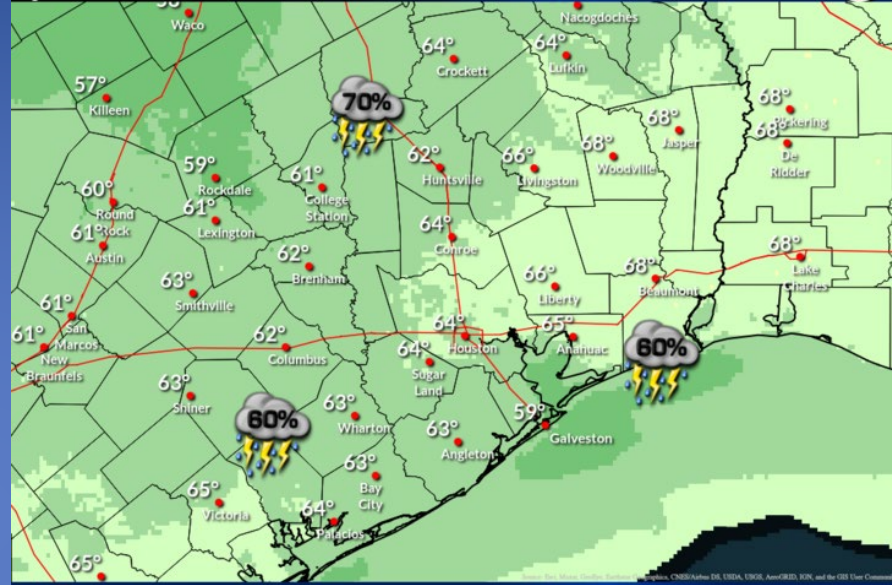 Nacogdoches
Waco
64°
Crockett
64°
Lufkin
57°
Killeen
70%
68°
Pickering
68°
De
Ridder
68°
Jasper
68°
Woodville
66°
Livingston
62°
Huntsville
59°
Rockdale
61°
College
Station
60°
Round
Rock
61°
Lexington
61°
Austin
64°
Conroe
62°
Brenham
68°
Lake
Charles
63°
Smithville
66°
Liberty
68°
Beaumont
61°
San
Marcos
61°
New
Braunfels
62°
Columbus
64°
Houston
65°
Anahuac
64°
Sugar
Land
60%
63°
Shiner
60%
63°
Wharton
63°
Angleton
59°
Galveston
63°
Bay
City
65°
Victoria
64°
Palacios
65°